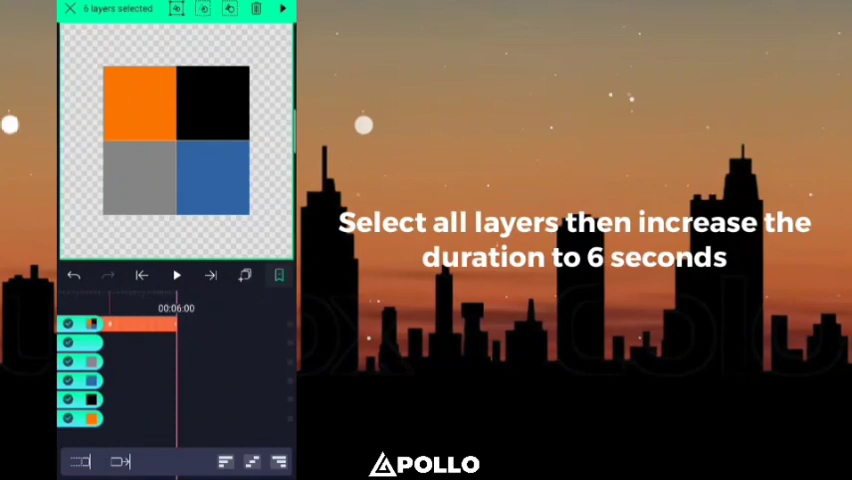 6 layers selected
Select all layers then increase the
duration to 6 seconds
00:06:00
APOLLO